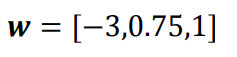 w = [−3,0.75,1]